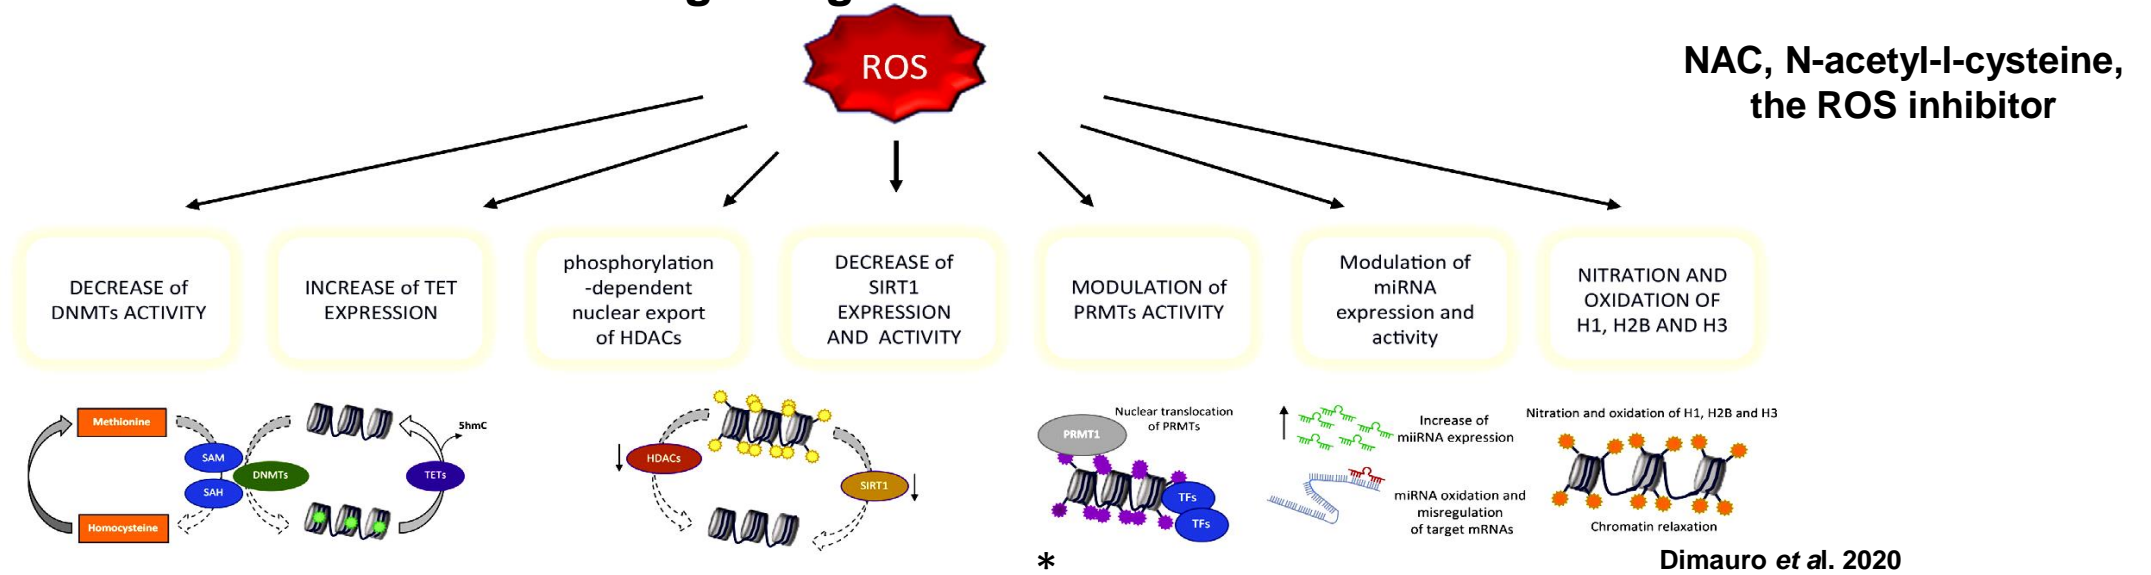 ROS
NAC, N-acetyl-l-cysteine,
the ROS inhibitor
DECREASE of
DNMTs ACTIVITY
INCREASE of TET
EXPRESSION
phosphorylation
-dependent
nuclear export
of HDACs
DECREASE of
SIRT1
EXPRESSION
AND ACTIVITY
MODULATION of
PRMTs ACTIVITY
Modulation of
miRNA
expression and
activity
NITRATION AND
OXIDATION OF
H1, H2B AND H3
Methionine
SAM
SAH
Homocysteine
DNMTs
5hmC
TETs
HDACs
SIRT1
PRMT1
Nuclear translocation
of PRMTs
TFs
TFs
Increase of
miiRNA expression
miRNA oxidation and
misregulation
of target mRNAs
Nitration and oxidation of H1, H2B and H3
Chromatin relaxation
*
Dimauro et al. 2020